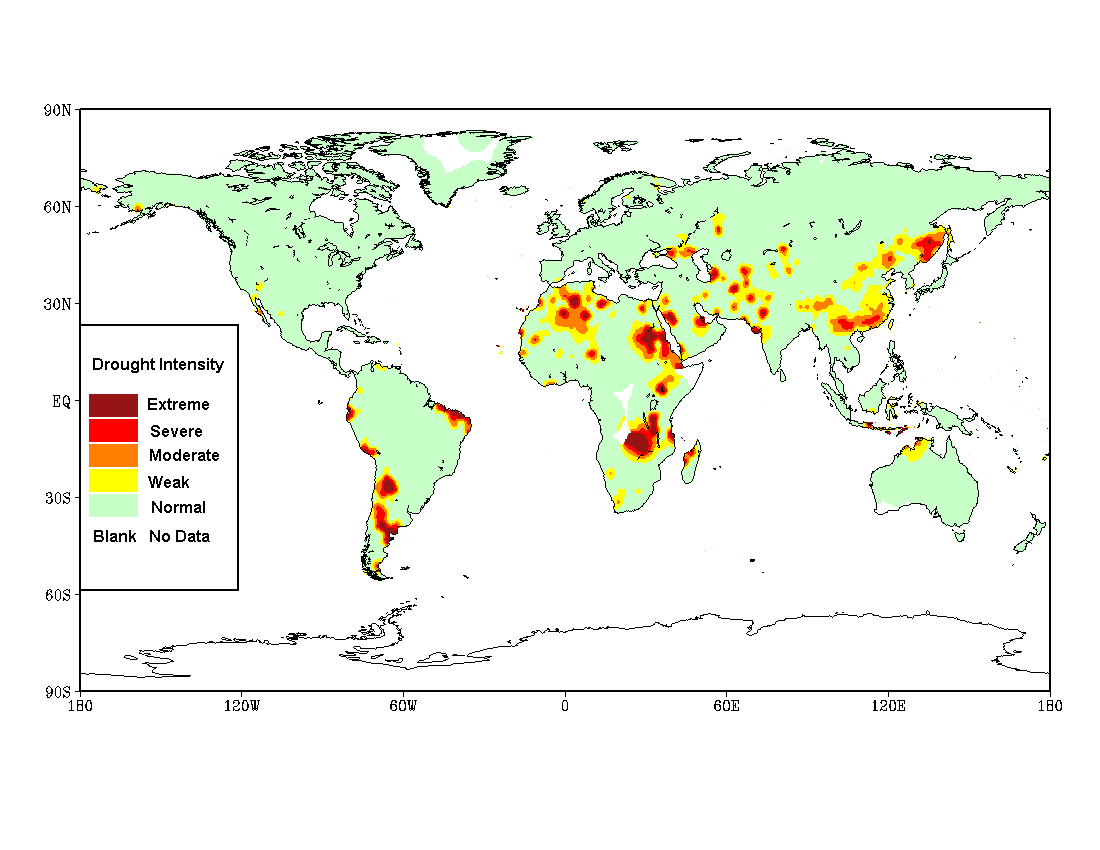 90N
60N
30N
EQ
30S
60S
90S
Drought Intensity
Extreme
Severe
Moderate
Weak
Normal
Blank No Data
180 120W 60W 0 60E 120E 180